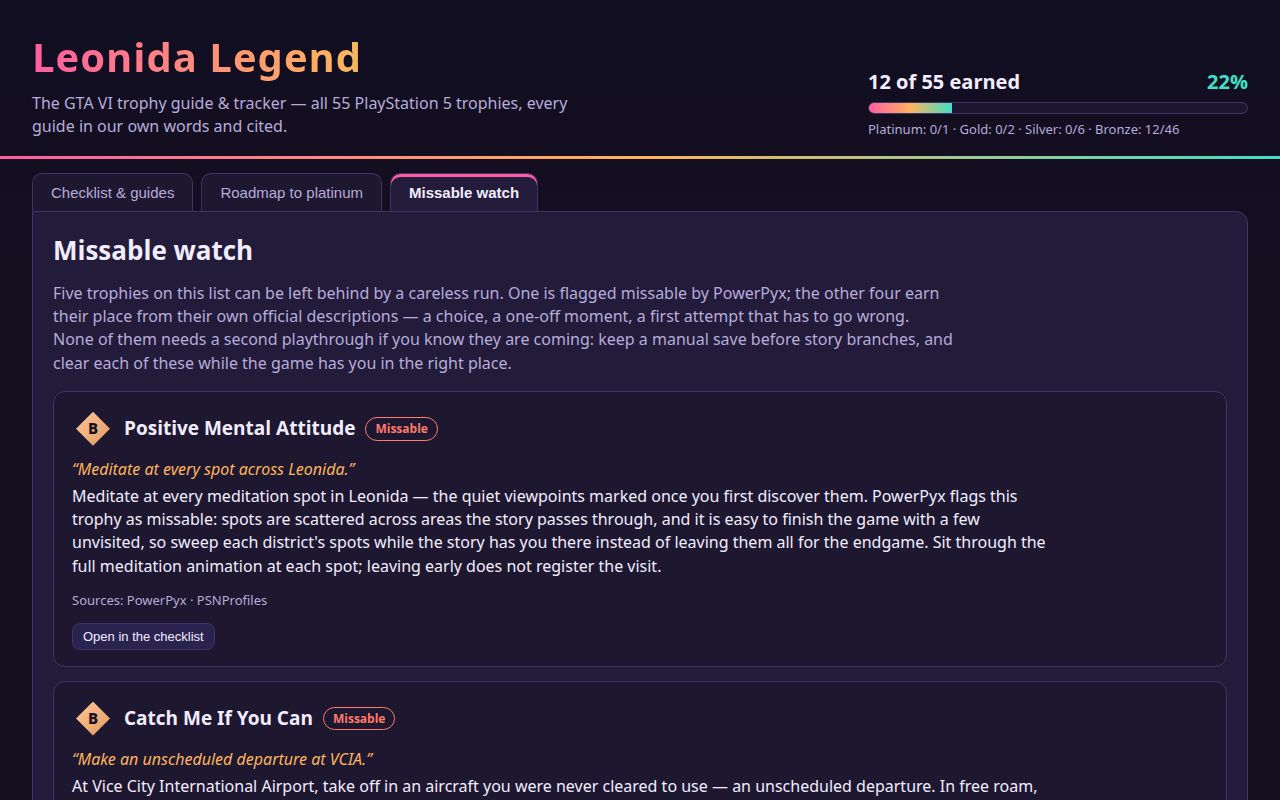 Leonida Legend
The GTA VI trophy guide & tracker — all 55 PlayStation 5 trophies, every
guide in our own words and cited.
12 of 55 earned 22%
Platinum: 0/1 · Gold: 0/2 · Silver: 0/6 · Bronze: 12/46
Checklist & guides Roadmap to platinum Missable watch
Missable watch
Five trophies on this list can be left behind by a careless run. One is flagged missable by PowerPyx; the other four earn
their place from their own official descriptions — a choice, a one-off moment, a first attempt that has to go wrong.
None of them needs a second playthrough if you know they are coming: keep a manual save before story branches, and
clear each of these while the game has you in the right place.
B Positive Mental Attitude Missable
“Meditate at every spot across Leonida.”
Meditate at every meditation spot in Leonida — the quiet viewpoints marked once you first discover them. PowerPyx flags this
trophy as missable: spots are scattered across areas the story passes through, and it is easy to finish the game with a few
unvisited, so sweep each district's spots while the story has you there instead of leaving them all for the endgame. Sit through the
full meditation animation at each spot; leaving early does not register the visit.
Sources: PowerPyx · PSNProfiles
Open in the checklist
B Catch Me If You Can Missable
“Make an unscheduled departure at VCIA.”
At Vice City International Airport, take off in an aircraft you were never cleared to use — an unscheduled departure. In free roam,